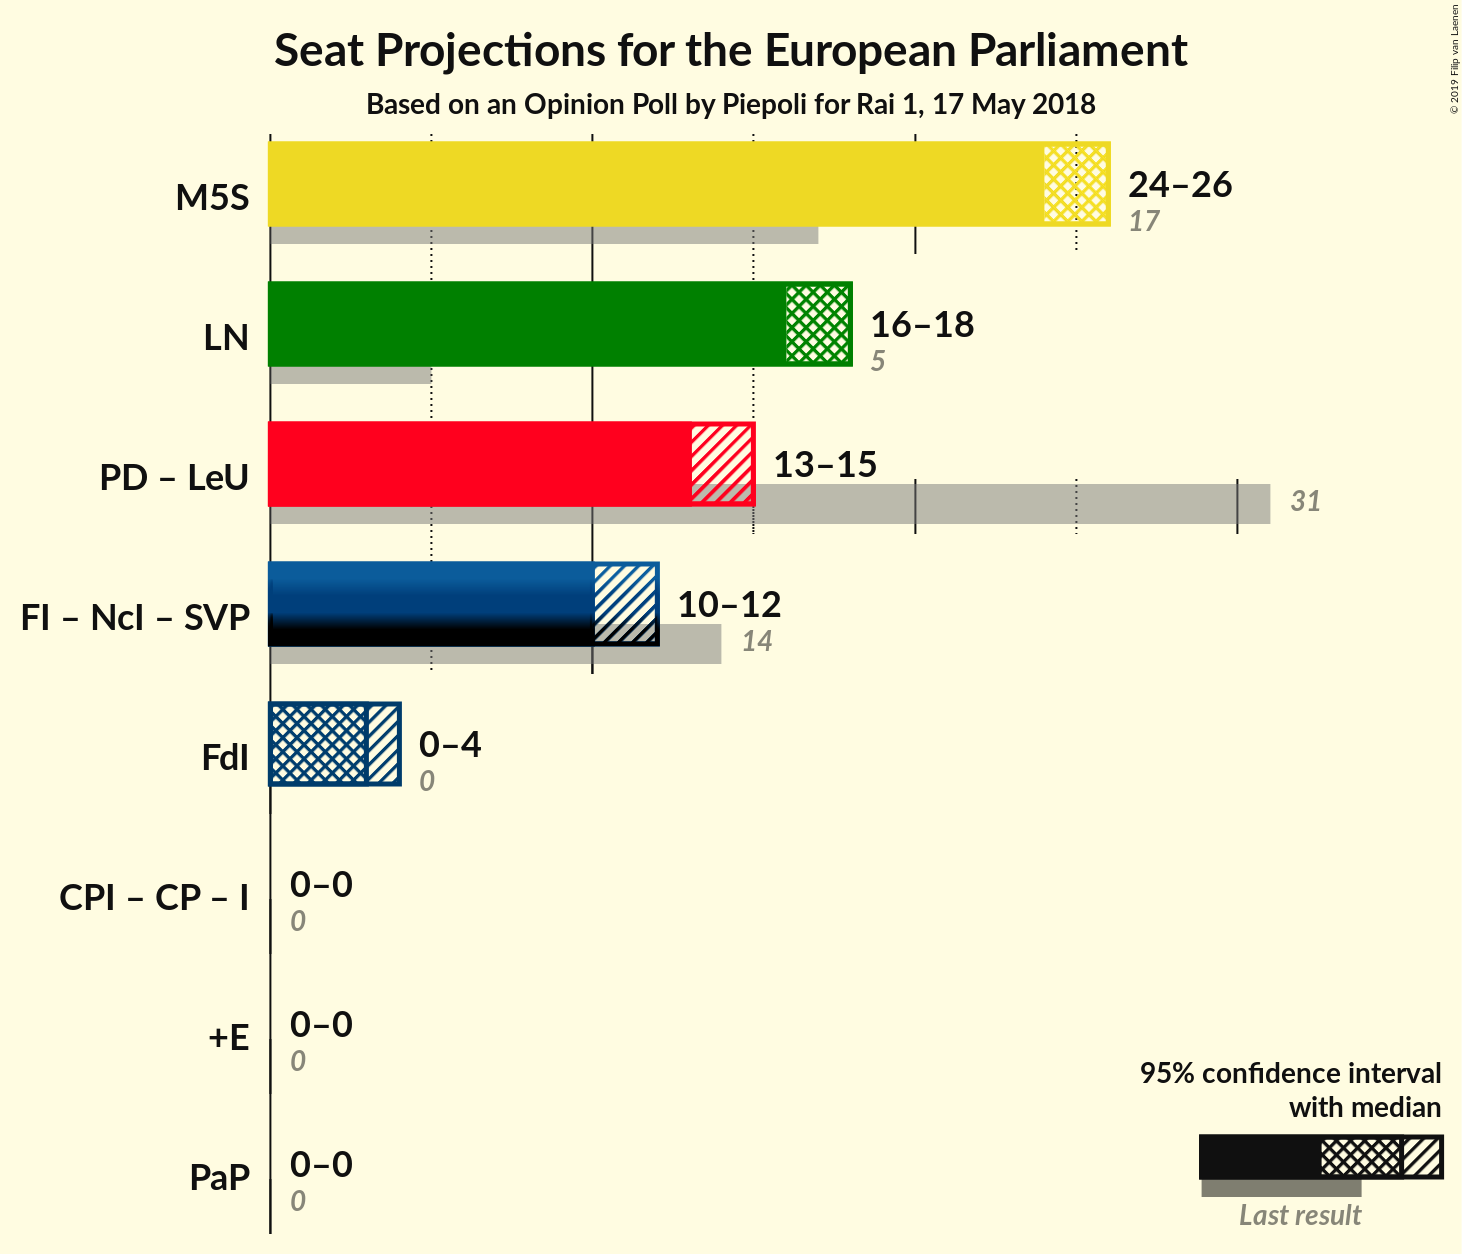 Seat Projections for the European Parliament
Based on an Opinion Poll by Piepoli for Rai 1, 17 May 2018
© 2019 Filip van Laenen
M5S
24–26
17
LN
16–18
5
PD – LeU
13–15
31
FI – NcI – SVP
10–12
14
FdI
0–4
0
CPI – CP – I
0–0
0
+E
0–0
0
PaP
0–0
0
95% confidence interval
with median
Last result